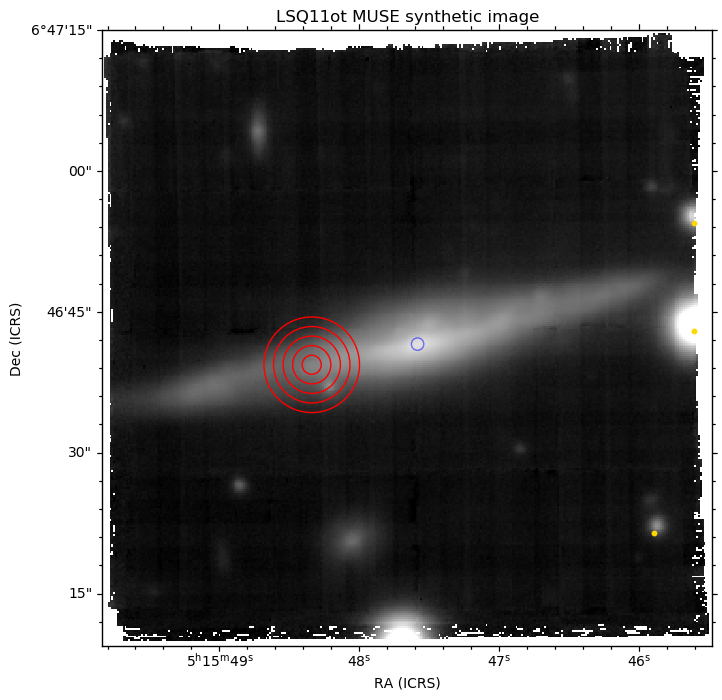 LSQ11ot MUSE synthetic image
6°47'15"
00"
46'45"
30"
15"
Dec (ICRS)
5ʰ15ᵐ49ˢ 48ˢ 47ˢ 46ˢ
RA (ICRS)